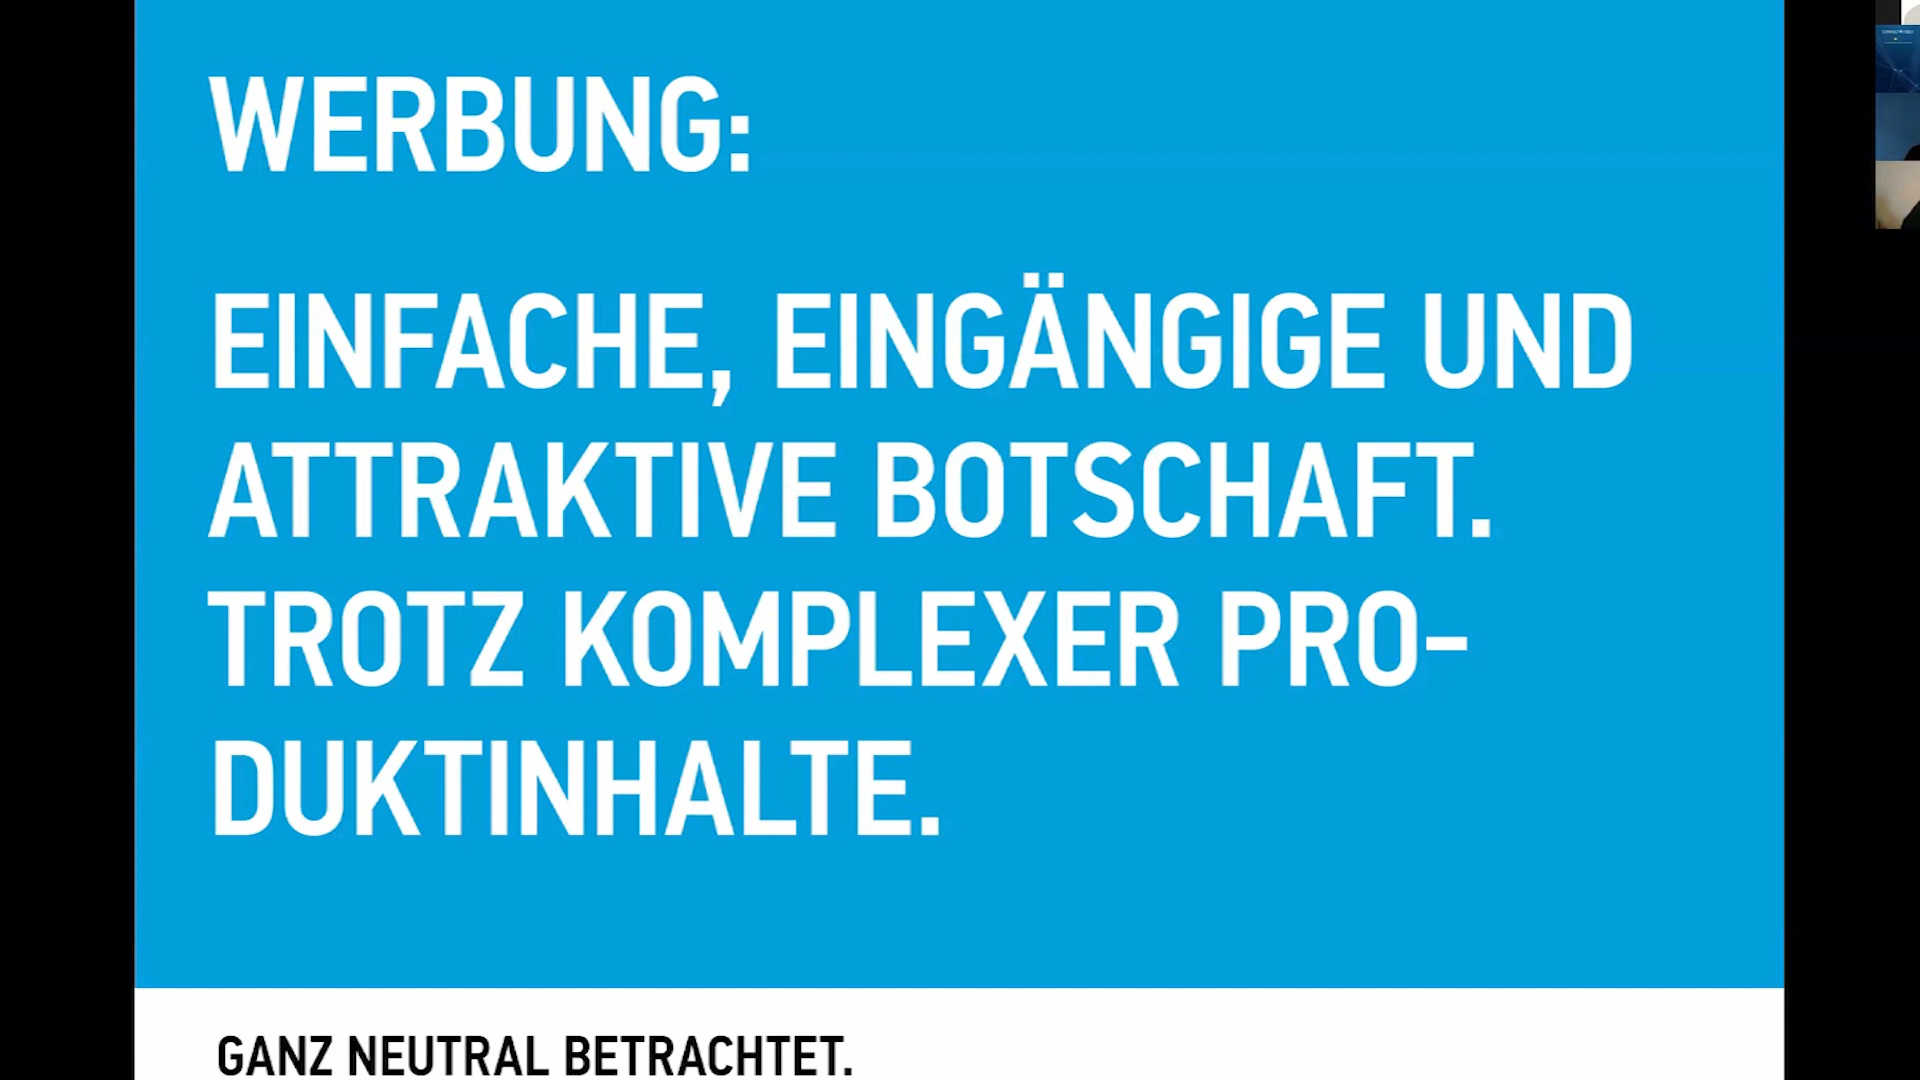 WERBUNG:
EINFACHE, EINGÄNGIGE UND
ATTRAKTIVE BOTSCHAFT.
TROTZ KOMPLEXER PRO-
DUKTINHALTE.
GANZ NEUTRAL BETRACHTET.